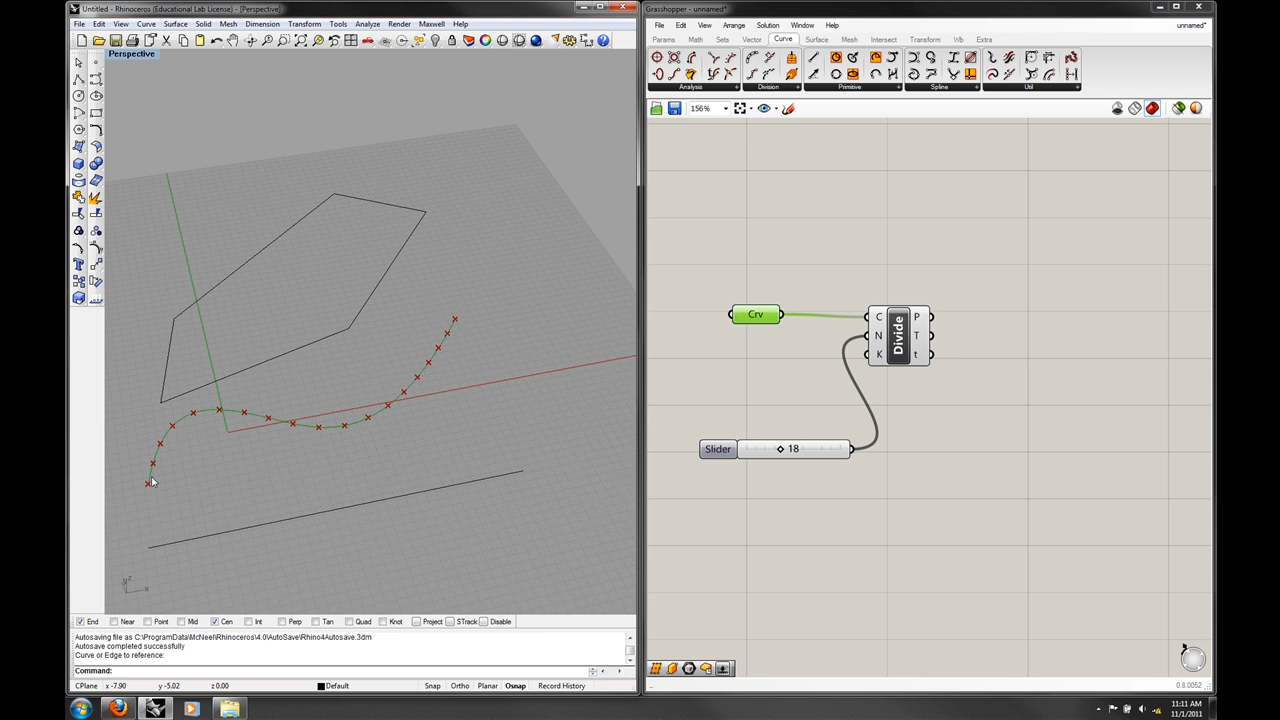 Untitled - Rhinoceros (Educational Lab License) - [Perspective]
File Edit View Curve Surface Solid Mesh Dimension Transform Tools Analyze Render Maxwell Help
Perspective
z
x
End Near Point Mid Cen Int Perp Tan Quad Knot Project STrack Disable
Autosaving file as C:\ProgramData\McNeel\Rhinoceros\4.0\AutoSave\Rhino4Autosave.3dm
Autosave completed successfully
Curve or Edge to reference:
Command:
CPlane x -7.90 y -5.02 z 0.00 Default Snap Ortho Planar Osnap Record History
Grasshopper - unnamed*
File Edit View Arrange Solution Window Help unnamed*
Params Math Sets Vector Curve Surface Mesh Intersect Transform Wb Extra
Analysis Division Primitive Spline Util
156%
Crv
C N K Divide P T t
Slider 18
0.8.0052
11:11 AM
11/1/2011